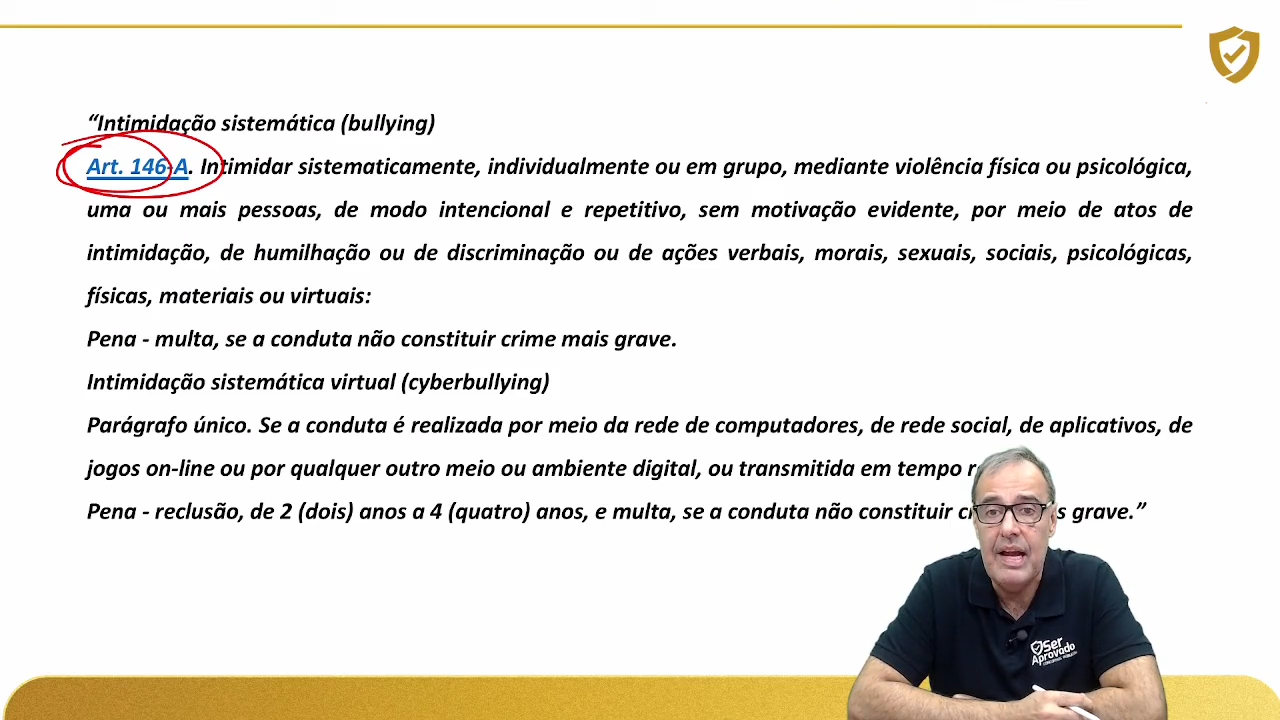 “Intimidação sistemática (bullying)
Art. 146-A. Intimidar sistematicamente, individualmente ou em grupo, mediante violência física ou psicológica,
uma ou mais pessoas, de modo intencional e repetitivo, sem motivação evidente, por meio de atos de
intimidação, de humilhação ou de discriminação ou de ações verbais, morais, sexuais, sociais, psicológicas,
físicas, materiais ou virtuais:
Pena - multa, se a conduta não constituir crime mais grave.
Intimidação sistemática virtual (cyberbullying)
Parágrafo único. Se a conduta é realizada por meio da rede de computadores, de rede social, de aplicativos, de
jogos on-line ou por qualquer outro meio ou ambiente digital, ou transmitida em tempo
Pena - reclusão, de 2 (dois) anos a 4 (quatro) anos, e multa, se a conduta não constituir grave.”
Ser
Aprovado